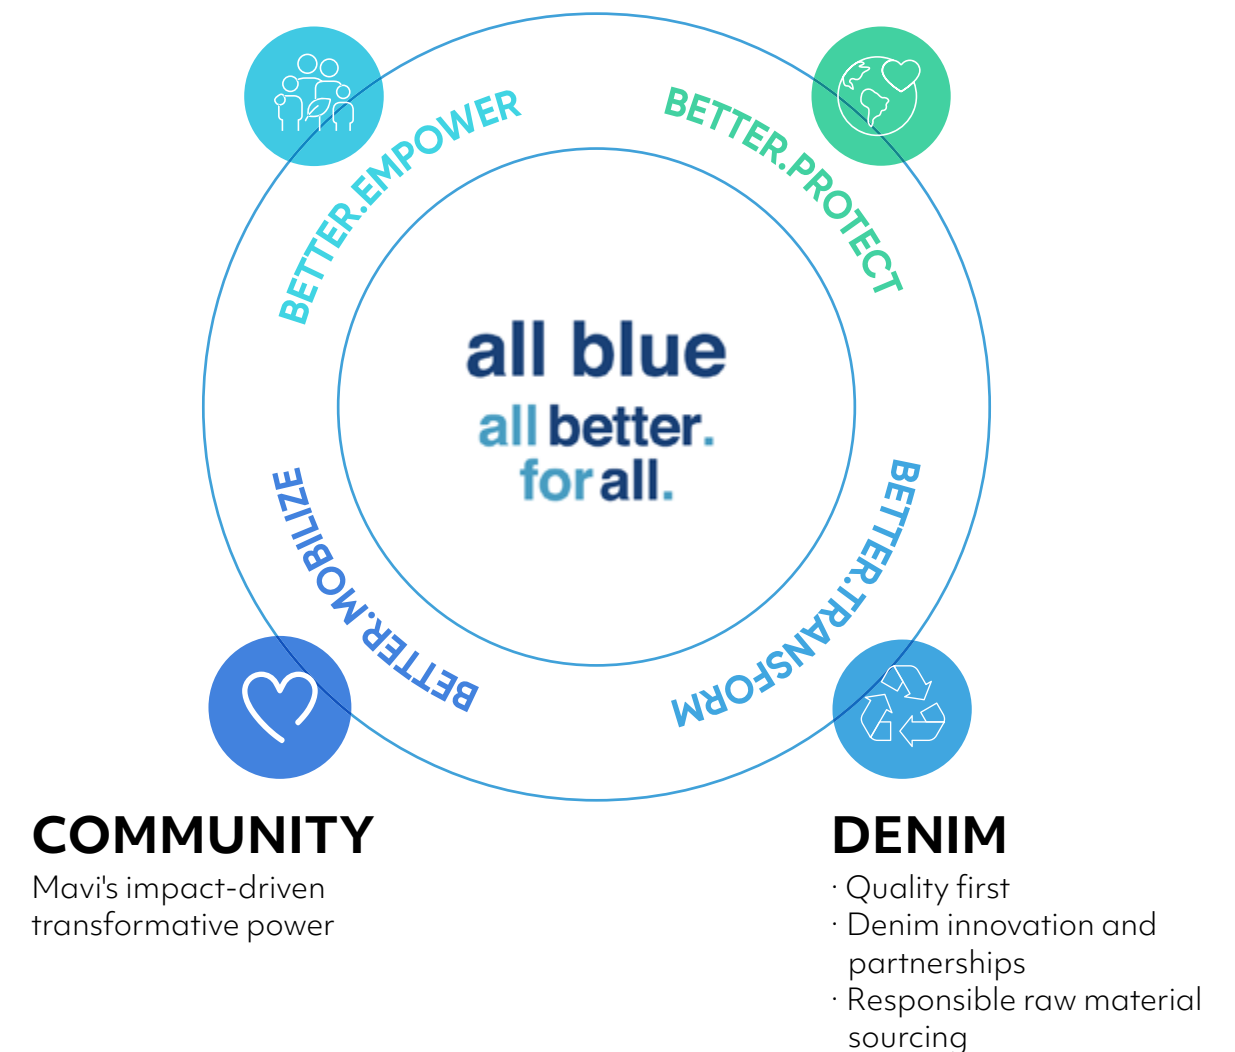 BETTER.EMPOWER
BETTER.PROTECT
all blue
all better.
for all.
BETTER.MOBILIZE
BETTER.TRANSFORM
COMMUNITY
Mavi's impact-driven
transformative power
DENIM
· Quality first
· Denim innovation and
partnerships
· Responsible raw material
sourcing